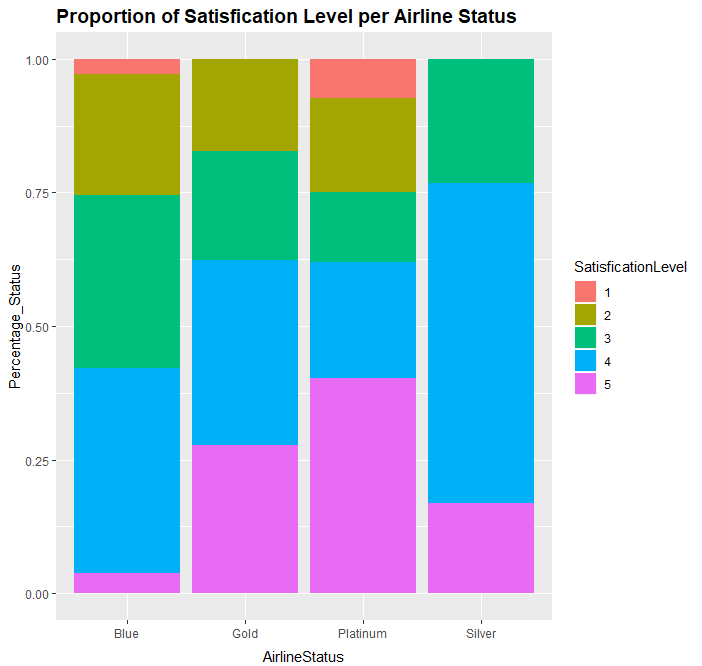 Proportion of Satisfication Level per Airline Status
Percentage_Status
1.00
0.75
0.50
0.25
0.00
Blue
Gold
Platinum
Silver
AirlineStatus
SatisficationLevel
1
2
3
4
5